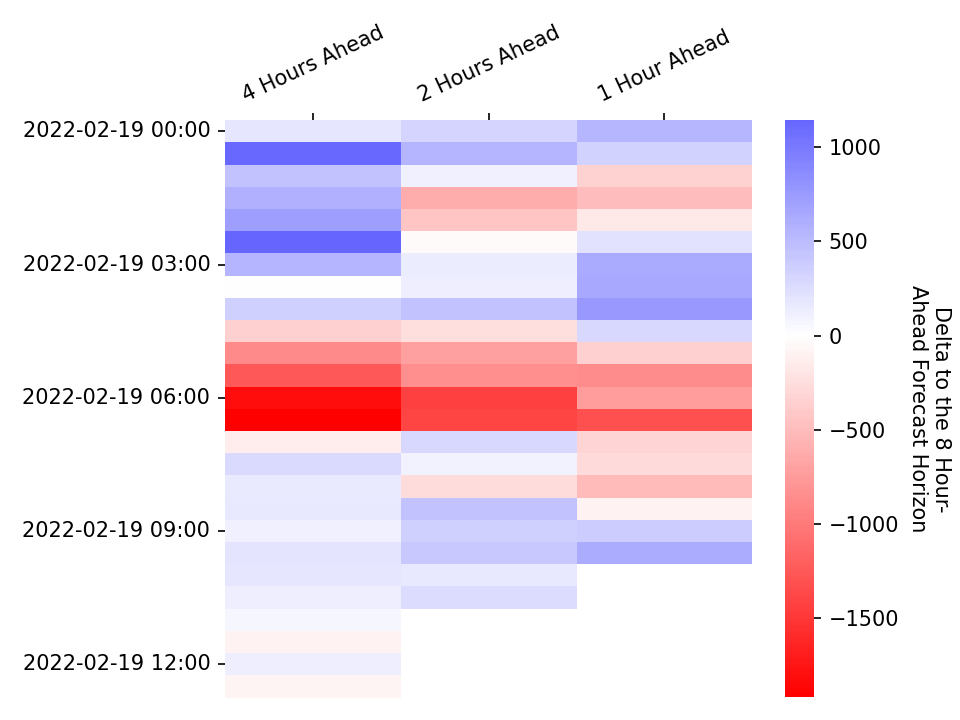 4 Hours Ahead
2 Hours Ahead
1 Hour Ahead
2022-02-19 00:00
2022-02-19 03:00
2022-02-19 06:00
2022-02-19 09:00
2022-02-19 12:00
1000
500
0
−500
−1000
−1500
Delta to the 8 Hour-
Ahead Forecast Horizon